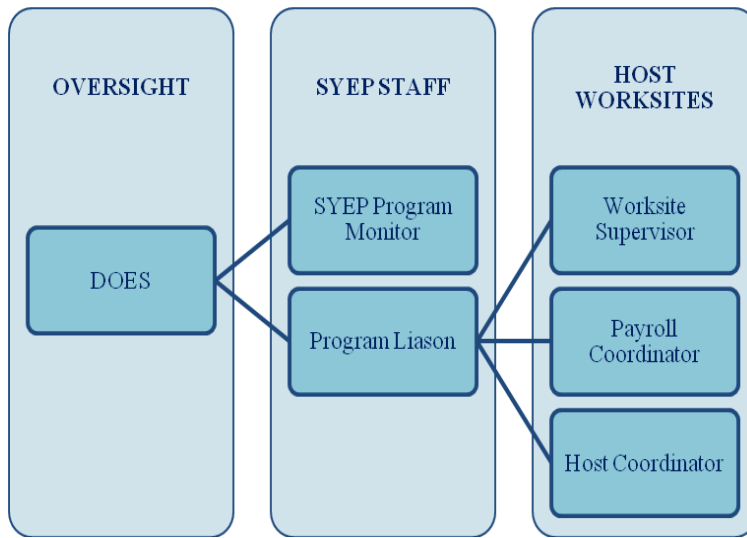 OVERSIGHT
SYEP STAFF
HOST
WORKSITES
DOES
SYEP Program
Monitor
Program Liason
Worksite
Supervisor
Payroll
Coordinator
Host Coordinator